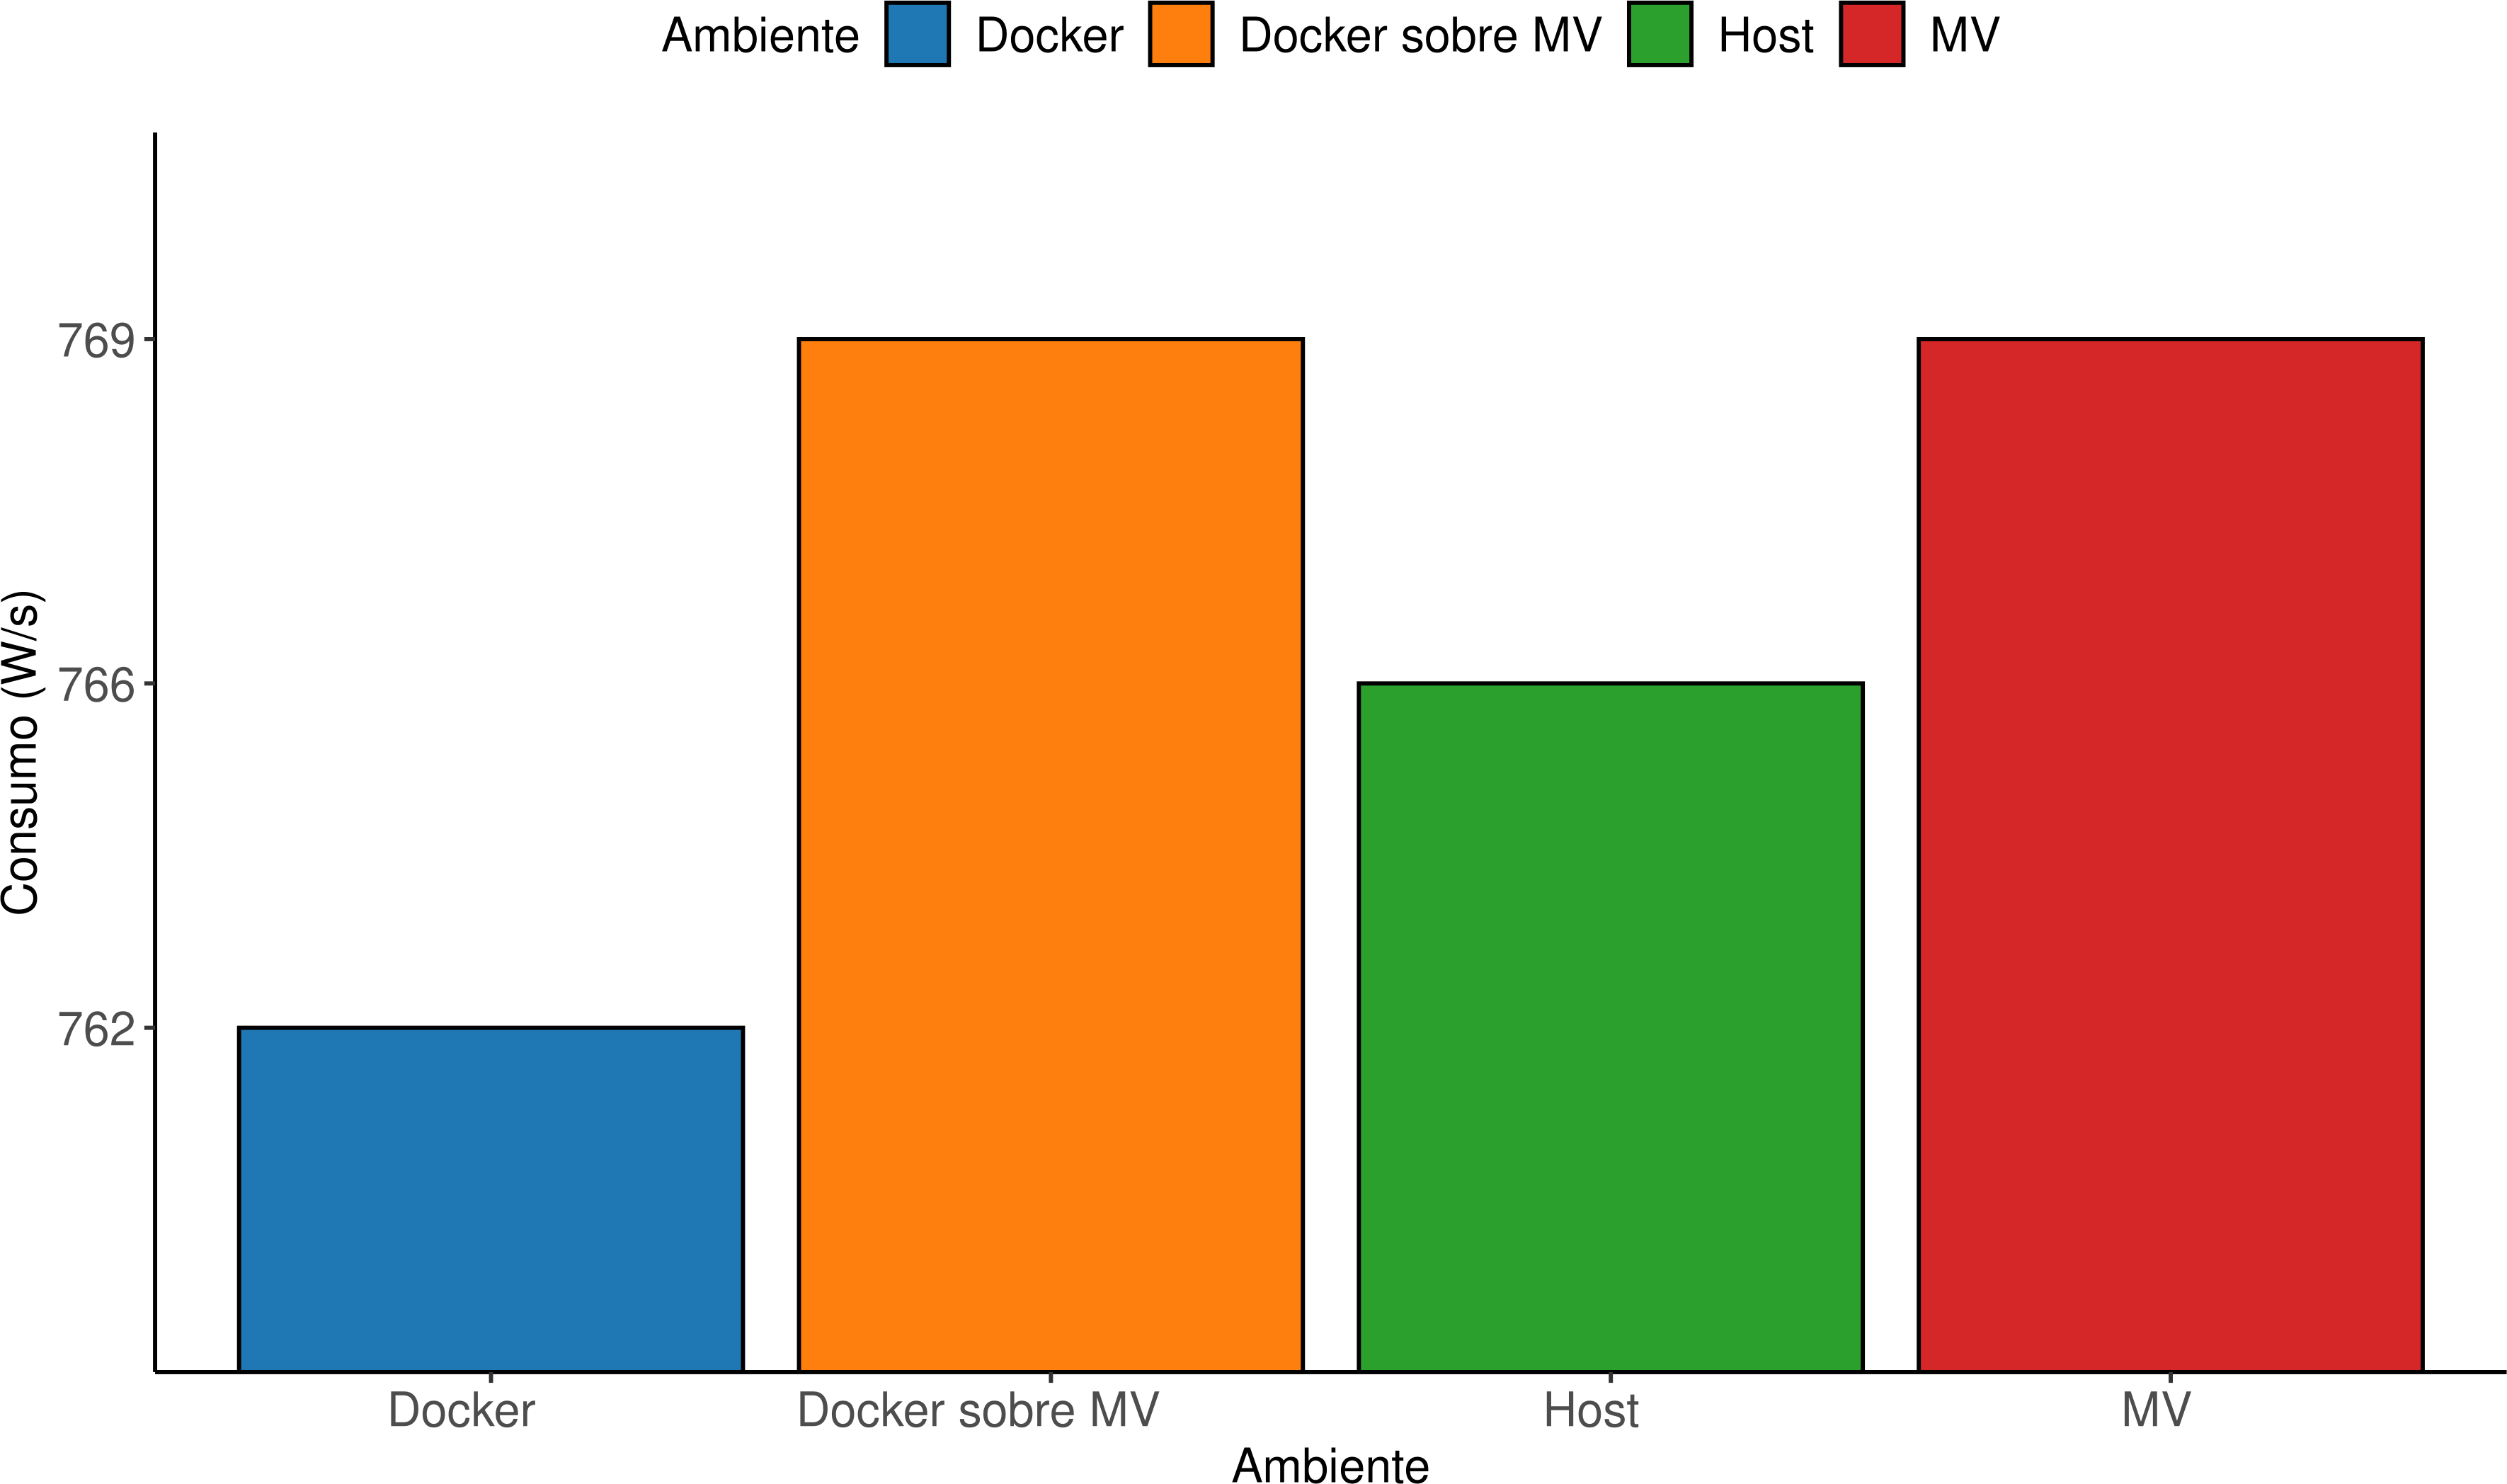 Ambiente Docker Docker sobre MV Host MV
769
766
762
Consumo (W/s)
Docker Docker sobre MV Host MV
Ambiente